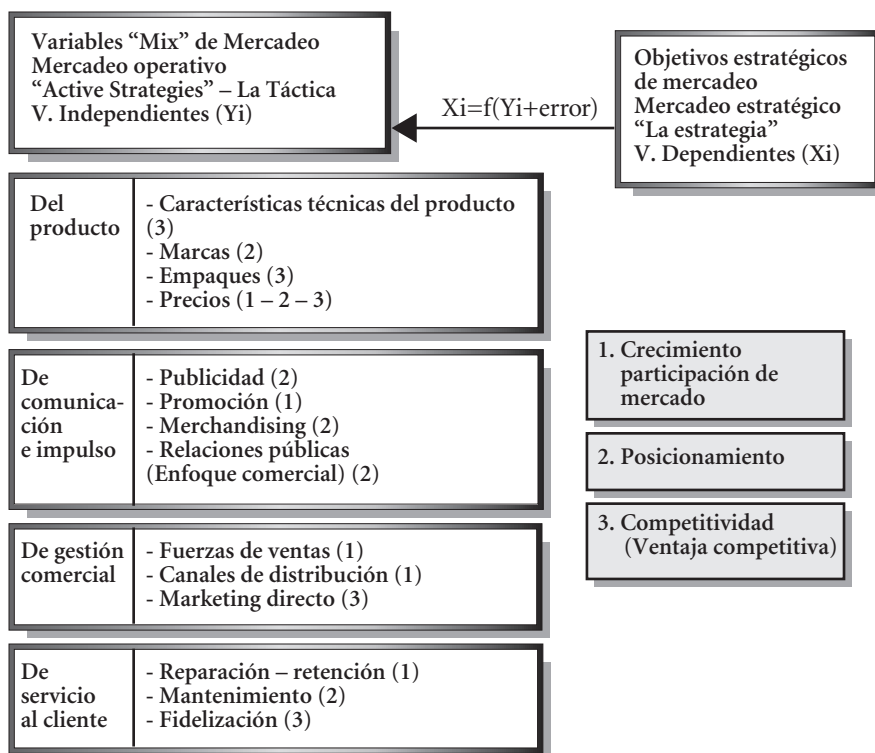 Variables “Mix” de Mercadeo
Mercadeo operativo
“Active Strategies” – La Táctica
V. Independientes (Yi)
Xi=f(Yi+error)
Objetivos estratégicos
de mercadeo
Mercadeo estratégico
“La estrategia”
V. Dependientes (Xi)
Del
producto
- Características técnicas del producto
(3)
- Marcas (2)
- Empaques (3)
- Precios (1 – 2 – 3)
De
comunica-
ción
e impulso
- Publicidad (2)
- Promoción (1)
- Merchandising (2)
- Relaciones públicas
(Enfoque comercial) (2)
De gestión
comercial
- Fuerzas de ventas (1)
- Canales de distribución (1)
- Marketing directo (3)
De
servicio
al cliente
- Reparación – retención (1)
- Mantenimiento (2)
- Fidelización (3)
1. Crecimiento
participación de
mercado
2. Posicionamiento
3. Competitividad
(Ventaja competitiva)